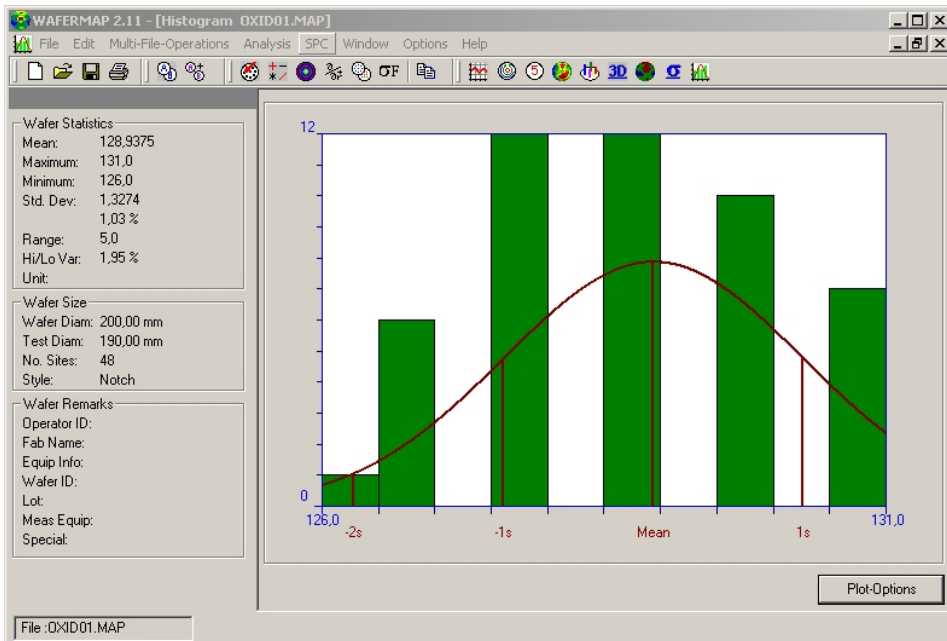 WAFERMAP 2.11 - [Histogram OXID01.MAP]
File Edit Multi-File-Operations Analysis SPC Window Options Help
σF 5 3D σ
Wafer Statistics
Mean: 128,9375
Maximum: 131,0
Minimum: 126,0
Std. Dev: 1,3274
1,03 %
Range: 5,0
Hi/Lo Var: 1,95 %
Unit:
Wafer Size
Wafer Diam: 200,00 mm
Test Diam: 190,00 mm
No. Sites: 48
Style: Notch
Wafer Remarks
Operator ID:
Fab Name:
Equip Info:
Wafer ID:
Lot:
Meas Equip:
Special:
12
0
126,0 131,0
-2s -1s Mean 1s
Plot-Options
File :OXID01.MAP